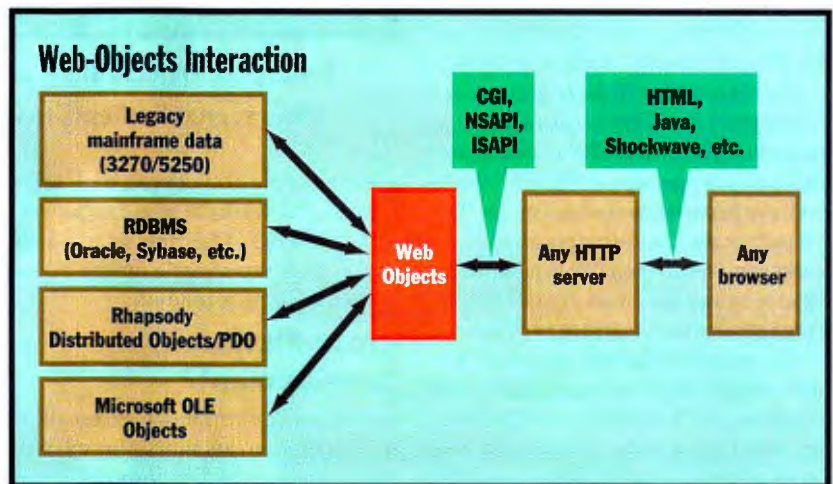 Web-Objects Interaction
Legacy
mainframe data
(3270/5250)
RDBMS
(Oracle, Sybase, etc.)
Rhapsody
Distributed Objects/PDO
Microsoft OLE
Objects
Web
Objects
CGI,
NSAPI,
ISAPI
Any HTTP
server
HTML,
Java,
Shockwave, etc.
Any
browser